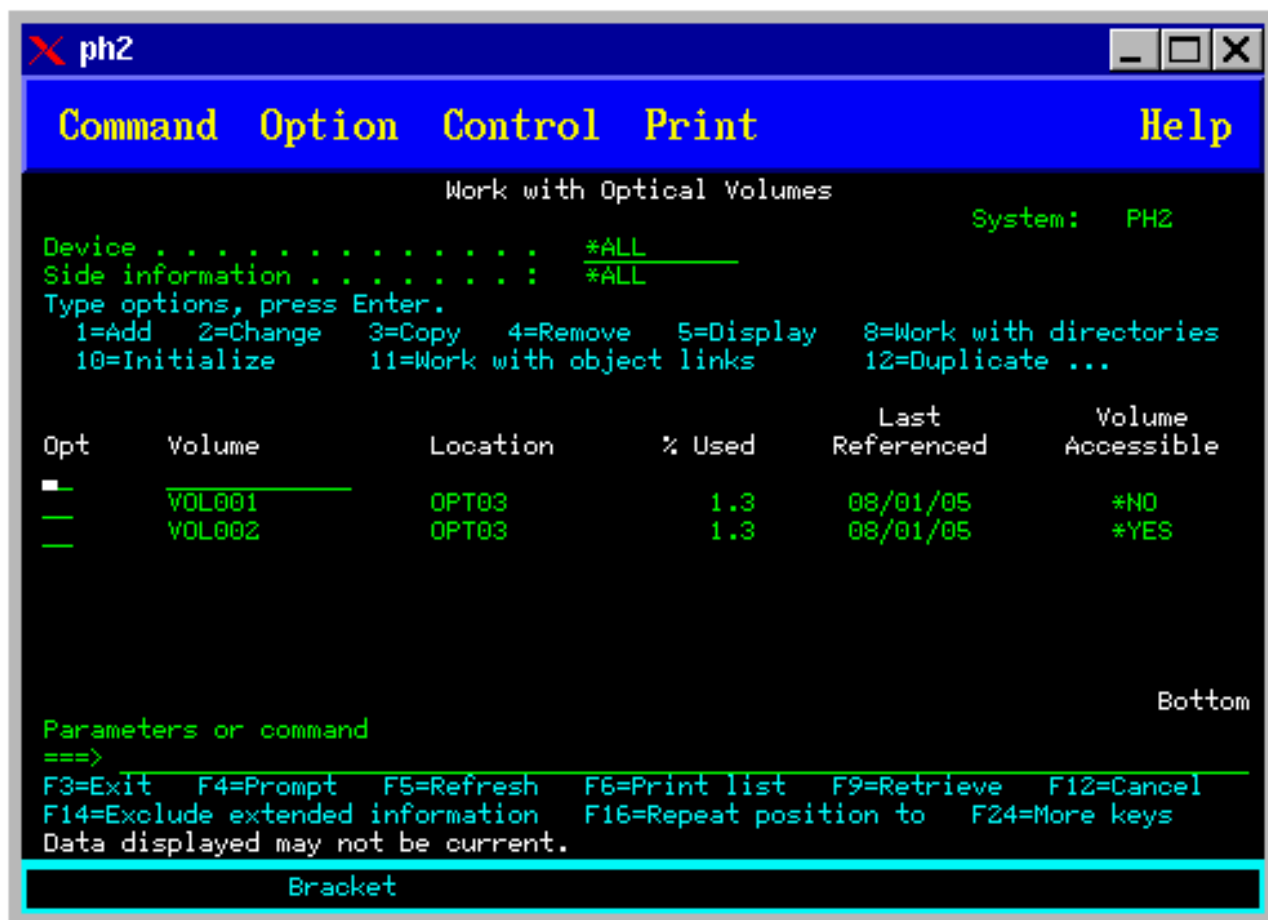 ph2
Command Option Control Print Help
Work with Optical Volumes
System: PH2
Device . . . . . . . . . . . . . *ALL
Side information . . . . . . . : *ALL
Type options, press Enter.
1=Add 2=Change 3=Copy 4=Remove 5=Display 8=Work with directories
10=Initialize 11=Work with object links 12=Duplicate ...
Last Volume
Opt Volume Location % Used Referenced Accessible
VOL001 OPT03 1.3 08/01/05 *NO
VOL002 OPT03 1.3 08/01/05 *YES
Bottom
Parameters or command
===>
F3=Exit F4=Prompt F5=Refresh F6=Print list F9=Retrieve F12=Cancel
F14=Exclude extended information F16=Repeat position to F24=More keys
Data displayed may not be current.
Bracket